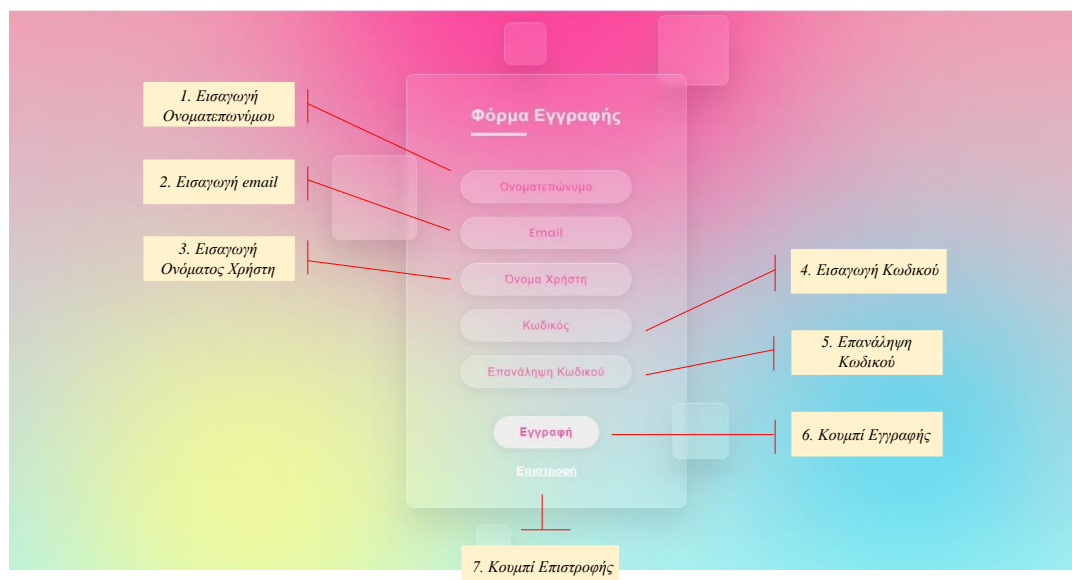 1. Εισαγωγή
Ονοματεπωνύμου
2. Εισαγωγή email
3. Εισαγωγή
Ονόματος Χρήστη
Φόρμα Εγγραφής
Ονοματεπώνυμο
Email
Όνομα Χρήστη
Κωδικός
Επανάληψη Κωδικού
Εγγραφή
Επιστροφή
4. Εισαγωγή Κωδικού
5. Επανάληψη
Κωδικού
6. Κουμπί Εγγραφής
7. Κουμπί Επιστροφής